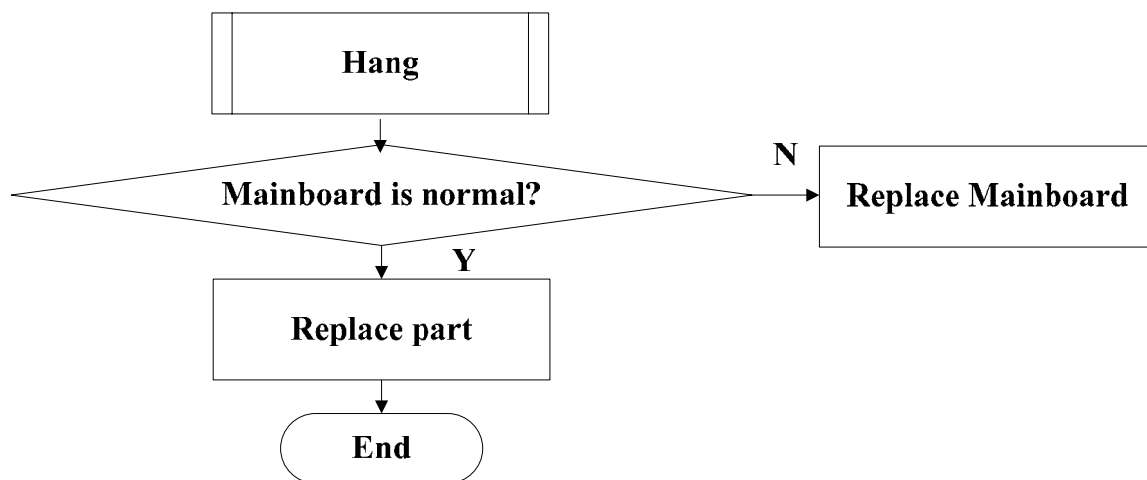 Hang
Mainboard is normal?
N
Replace Mainboard
Y
Replace part
End